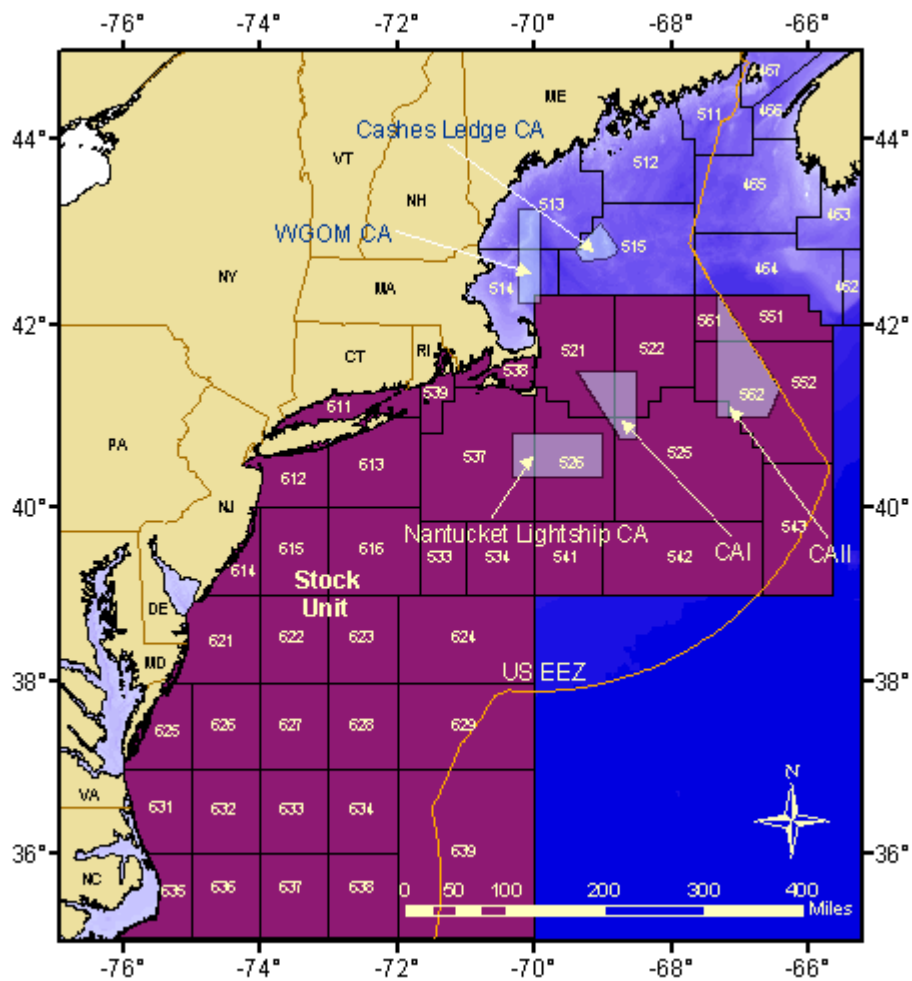 -76° -74° -72° -70° -68° -66°
467
ME
511
466
44°
44°
Cashes Ledge CA
VT
512
465
NH
513
463
WGOM CA
515
464
NY
MA
514
462
42°
42°
561
551
CT
RI
538
521
522
539
562
552
611
PA
537
526
525
613
612
40°
40°
NJ
543
Nantucket Lightship CA
CAI
CAII
615
616
533
534
541
542
614
Stock
Unit
DE
621
622
623
624
MD
38°
38°
US EEZ
625
626
627
628
629
N
VA
631
632
633
634
36°
36°
639
NC
635
636
637
638
0 50 100 200 300 400
Miles
-76° -74° -72° -70° -68° -66°